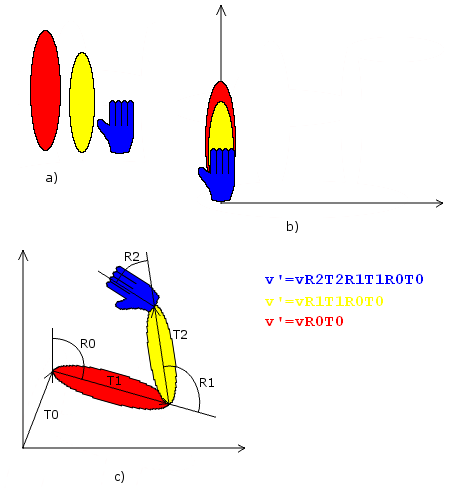 a)
b)
R2
v'=vR2T2R1T1R0T0
v'=vR1T1R0T0
v'=vR0T0
T2
R0
T1
R1
T0
c)